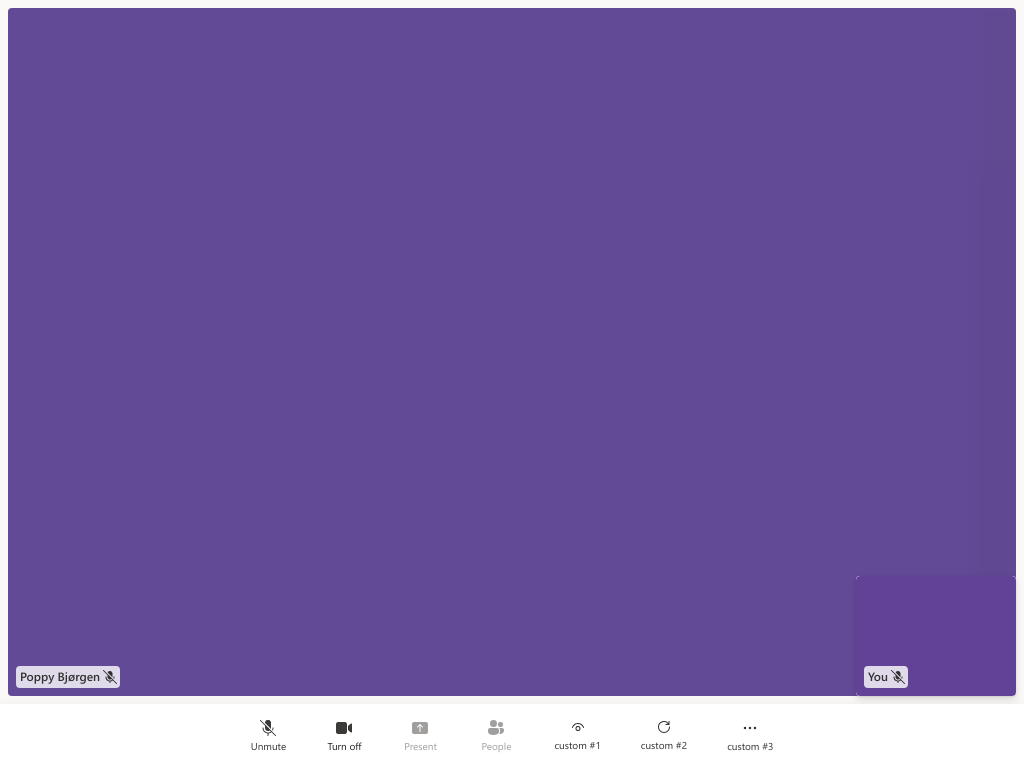 Poppy Bjørgen
You
Unmute
Turn off
Present
People
custom #1
custom #2
custom #3